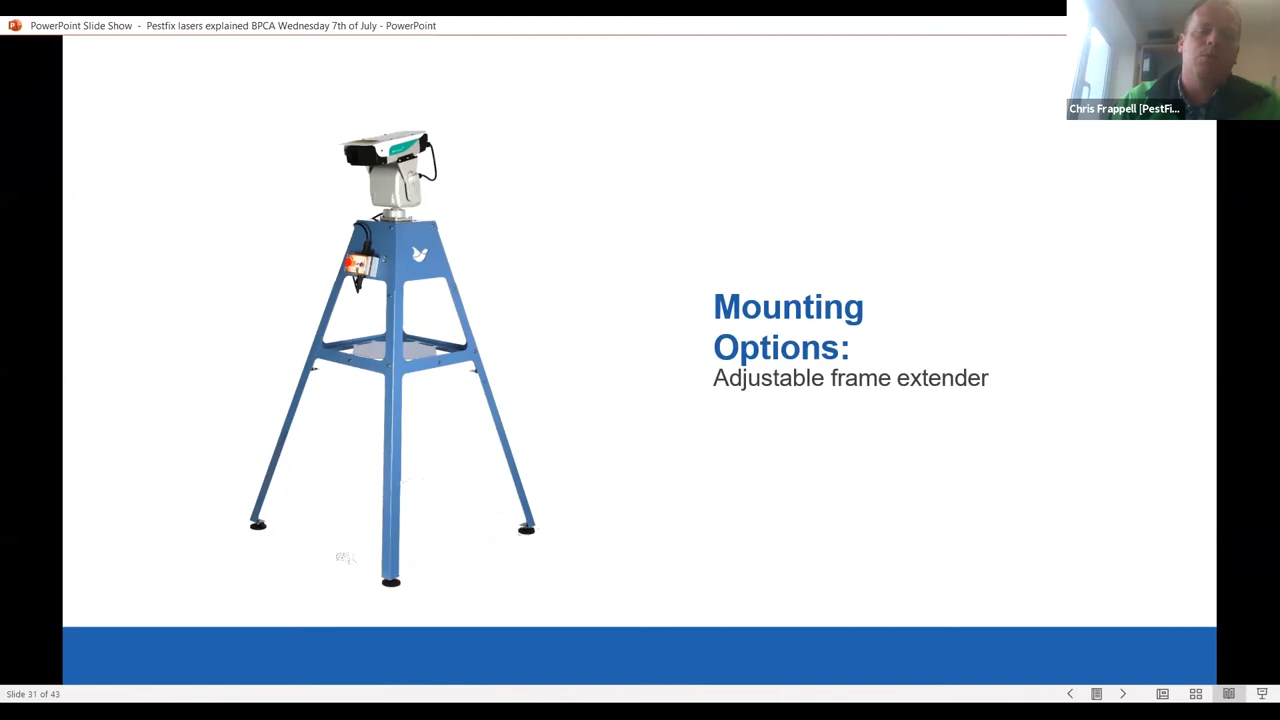 PowerPoint Slide Show - Pestfix lasers explained BPCA Wednesday 7th of July - PowerPoint
Chris Frappell [PestFi...
Mounting
Options:
Adjustable frame extender
Slide 31 of 43